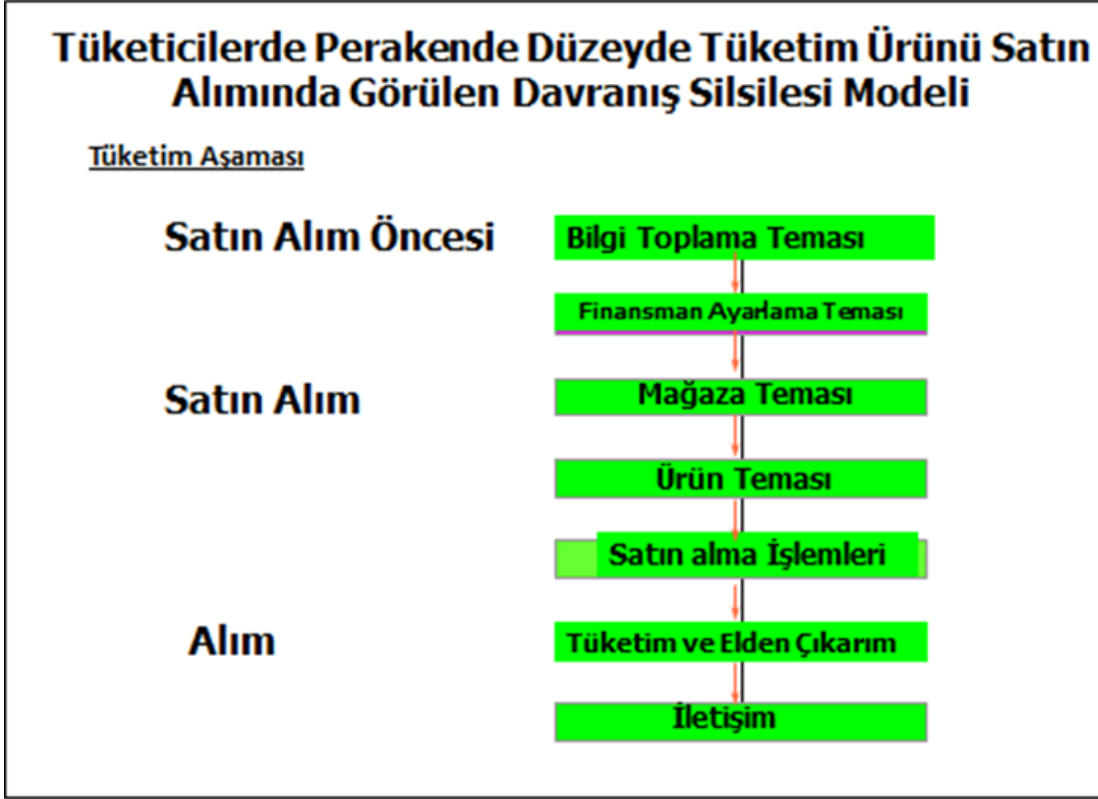 Tüketicilerde Perakende Düzeyde Tüketim Ürünü Satın
Alımında Görülen Davranış Silsilesi Modeli
Tüketim Aşaması
Satın Alım Öncesi
Bilgi Toplama Teması
Finansman Ayarlama Teması
Satın Alım
Mağaza Teması
Ürün Teması
Satın alma İşlemleri
Alım
Tüketim ve Elden Çıkarım
İletişim